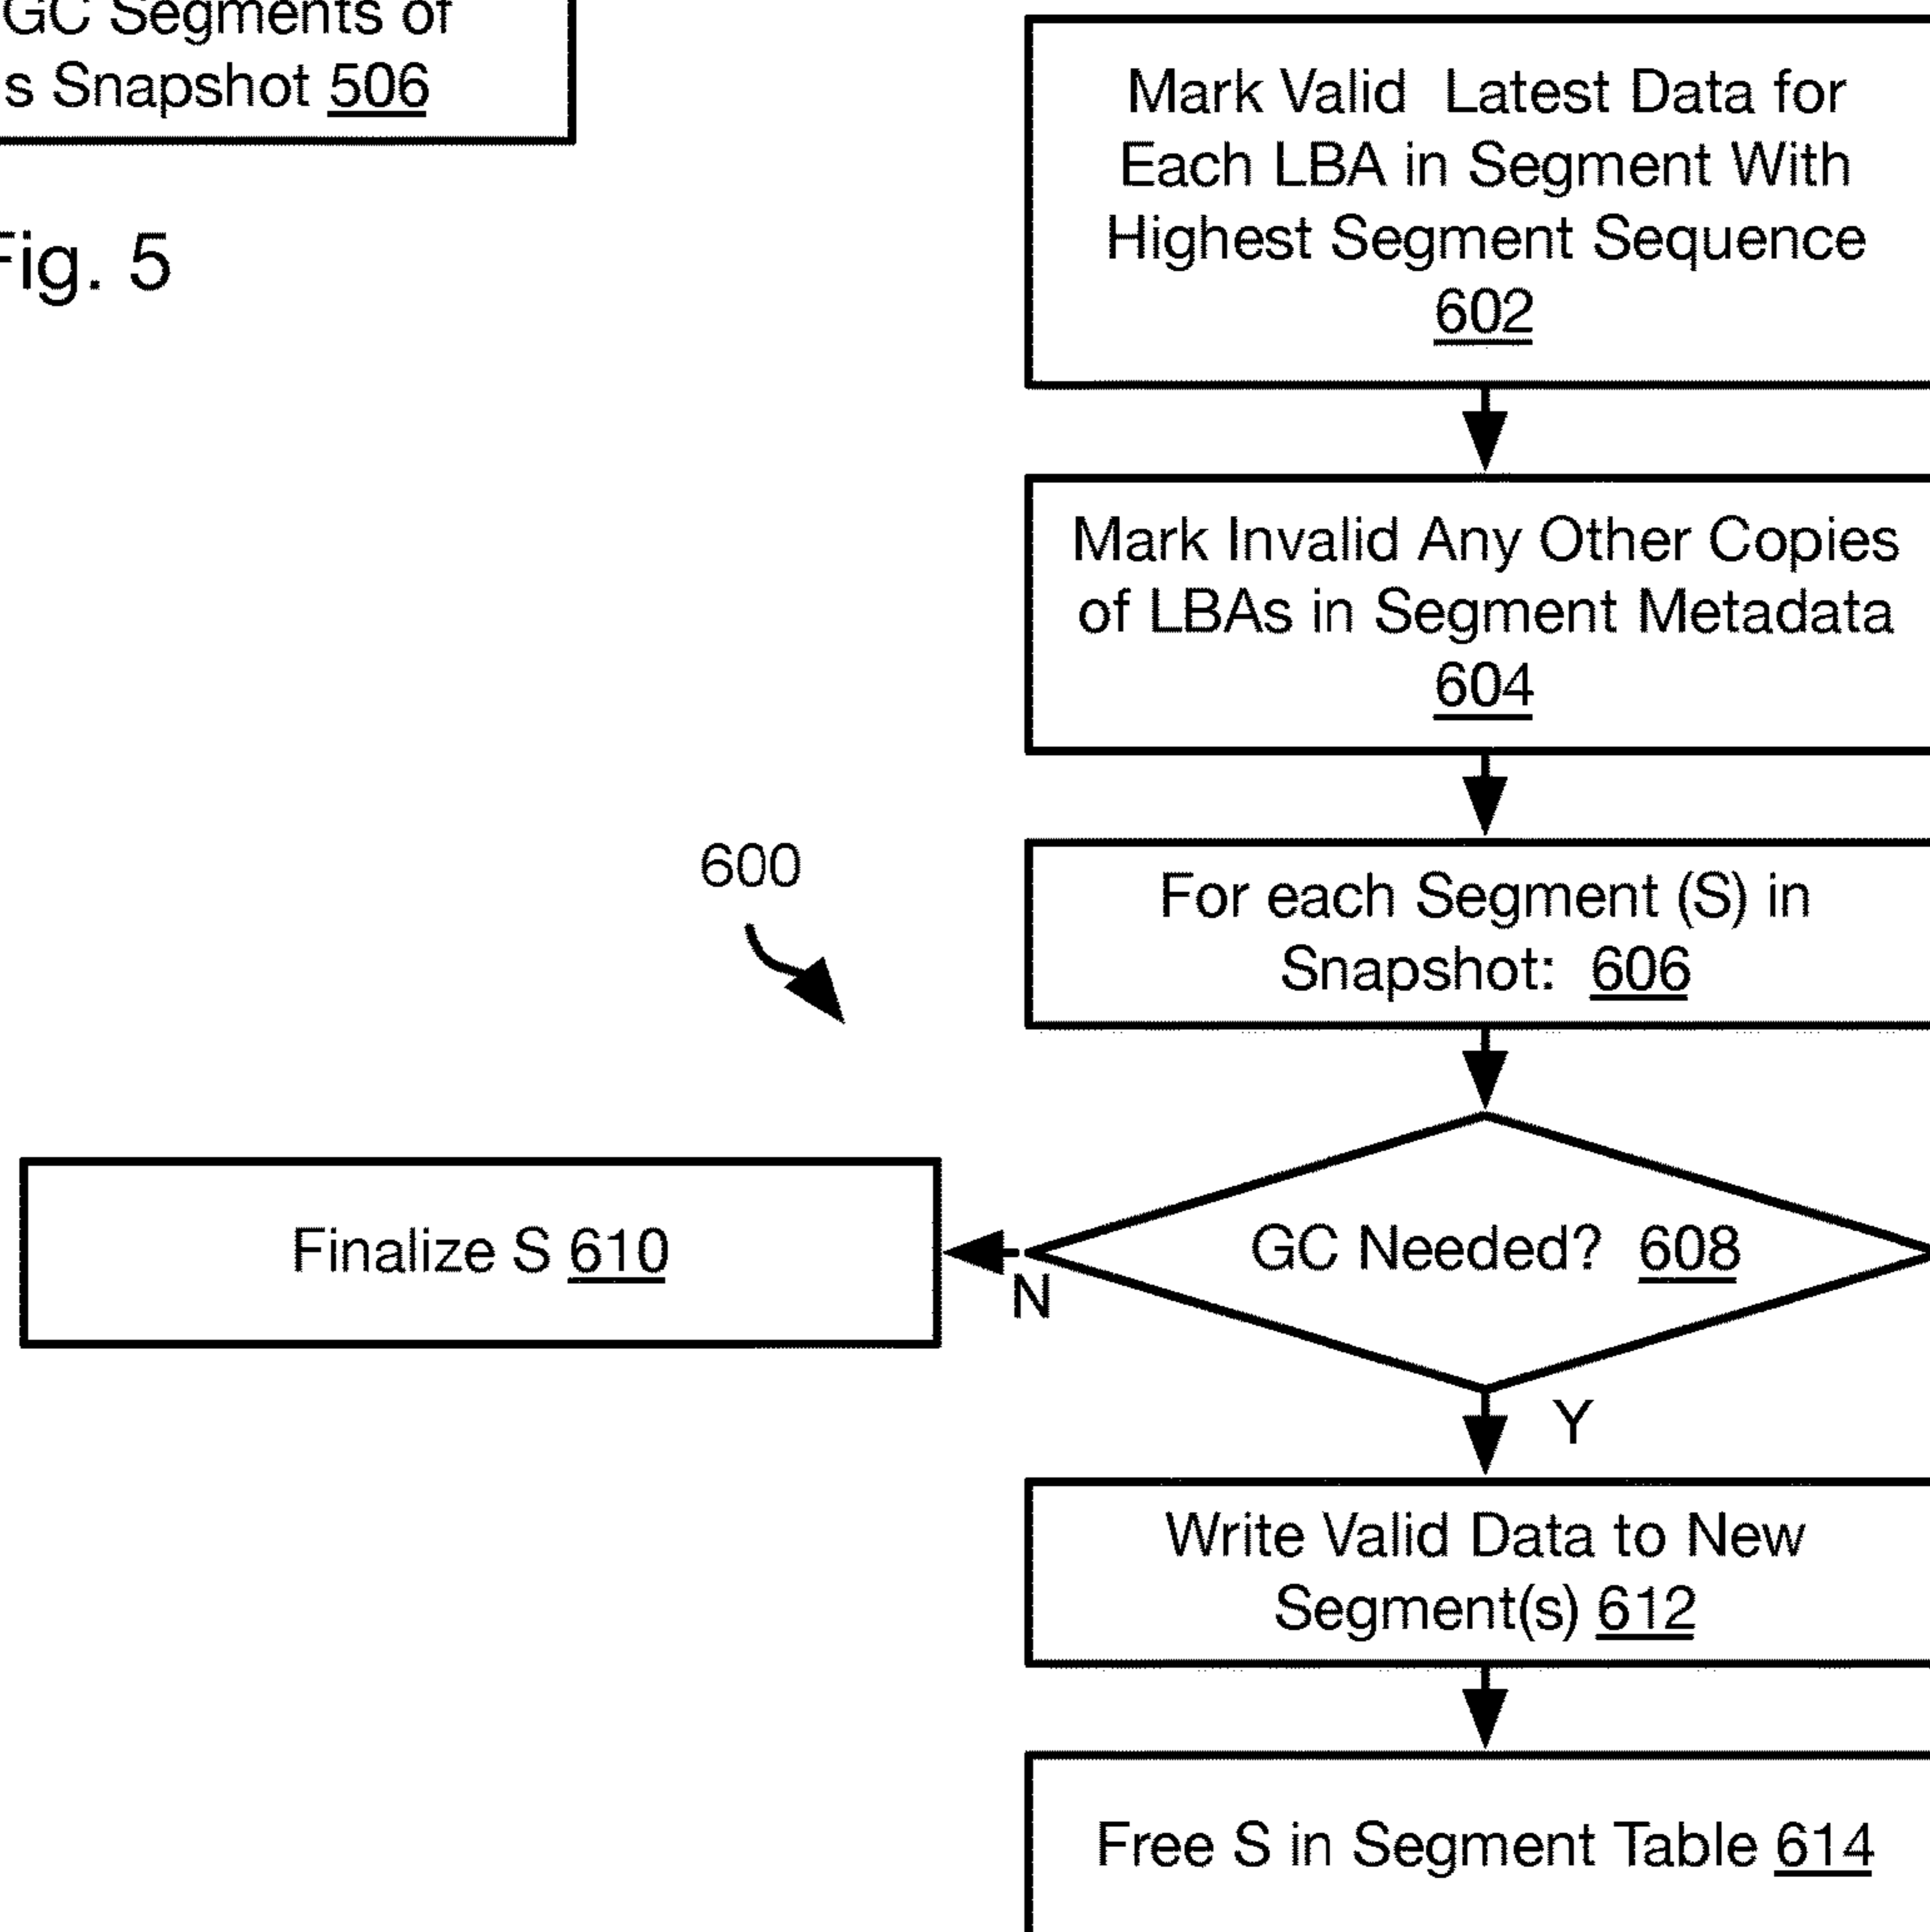 GC Segments of
s Snapshot 506
Fig. 5
Mark Valid Latest Data for
Each LBA in Segment With
Highest Segment Sequence
602
Mark Invalid Any Other Copies
of LBAs in Segment Metadata
604
600
For each Segment (S) in
Snapshot: 606
Finalize S 610
N
GC Needed? 608
Y
Write Valid Data to New
Segment(s) 612
Free S in Segment Table 614